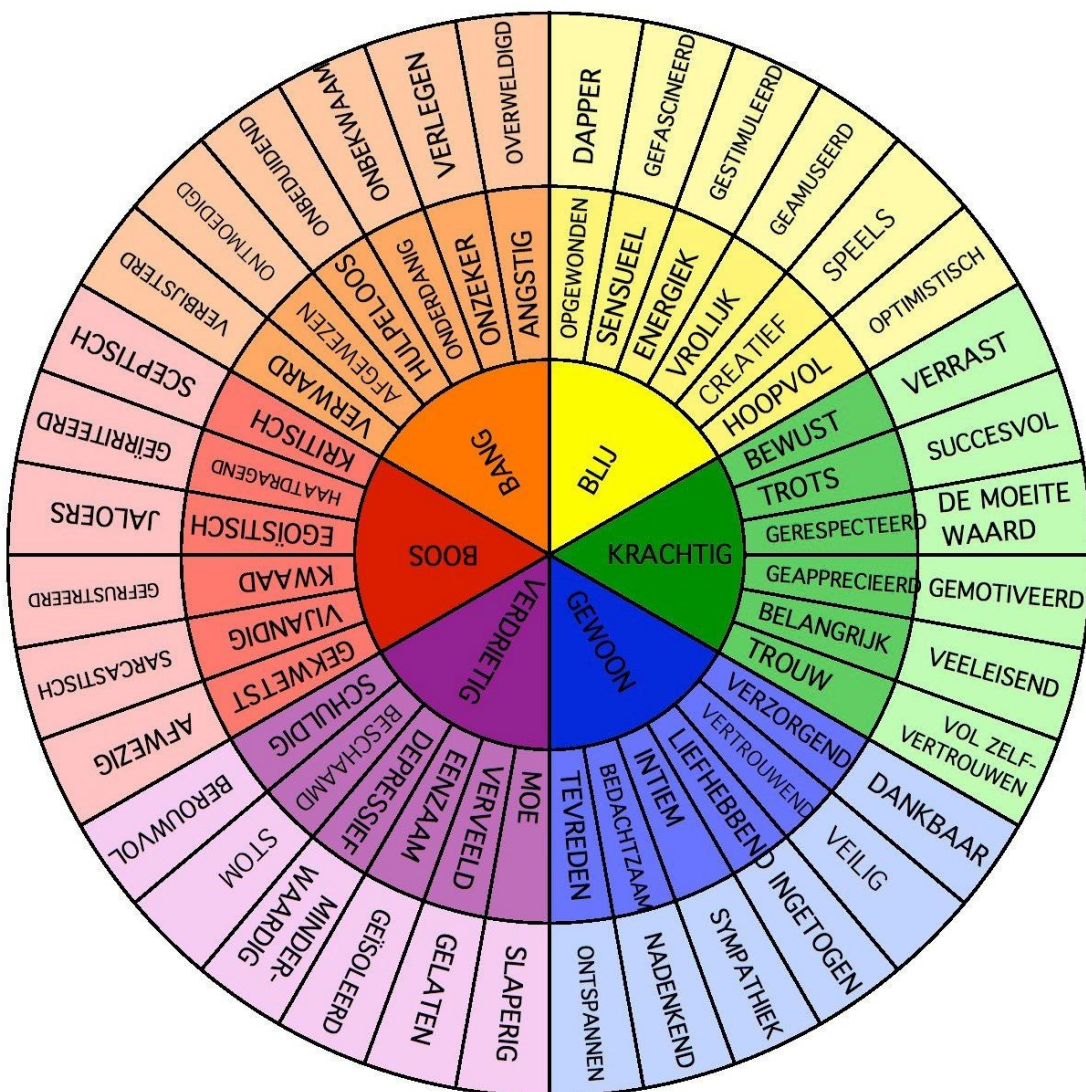 BLIJ
KRACHTIG
GEWOON
VERDRIETIG
BOOS
BANG
OPGEWONDEN
SENSUEEL
ENERGIEK
VROLIJK
CREATIEF
HOOPVOL
BEWUST
TROTS
GERESPECTEERD
GEAPPRECIEERD
BELANGRIJK
TROUW
VERZORGEND
VERTROUWEND
LIEFHEBBEND
INTIEM
BEDACHTZAAM
TEVREDEN
MOE
VERVEELD
EENZAAM
DEPRESSIEF
BESCHAAMD
SCHULDIG
GEKWETST
VIJANDIG
KWAAD
EGOÏSTISCH
HAATDRAGEND
KRITISCH
VERWARD
AFGEWEZEN
HULPELOOS
ONDERDANIG
ONZEKER
ANGSTIG
DAPPER
GEFASCINEERD
GESTIMULEERD
GEAMUSEERD
SPEELS
OPTIMISTISCH
VERRAST
SUCCESVOL
DE MOEITE
WAARD
GEMOTIVEERD
VEELEISEND
VOL ZELF-
VERTROUWEN
DANKBAAR
VEILIG
INGETOGEN
SYMPATHIEK
NADENKEND
ONTSPANNEN
SLAPERIG
GELATEN
GEÏSOLEERD
MINDER-
WAARDIG
STOM
BEROUWVOL
AFWEZIG
SARCASTISCH
GEFRUSTREERD
JALOERS
GEÏRRITEERD
SCEPTISCH
VERBIJSTERD
ONTMOEDIGD
ONBEDUIDEND
ONBEKWAAM
VERLEGEN
OVERWELDIGD